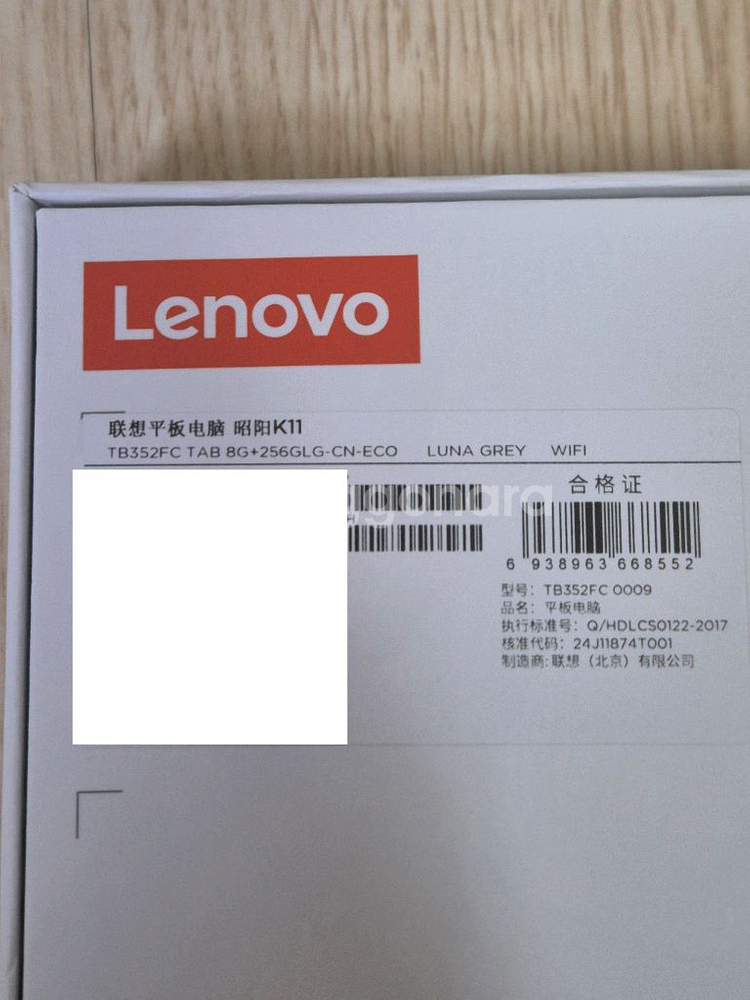 Lenovo
联想平板电脑 昭阳K11
TB352FC TAB 8G+256GLG-CN-ECO LUNA GREY WIFI
合格证
6 938963 668552
型号: TB352FC 0009
品名: 平板电脑
执行标准号: Q/HDLCS0122-2017
核准代码: 24J11874T001
制造商: 联想（北京）有限公司